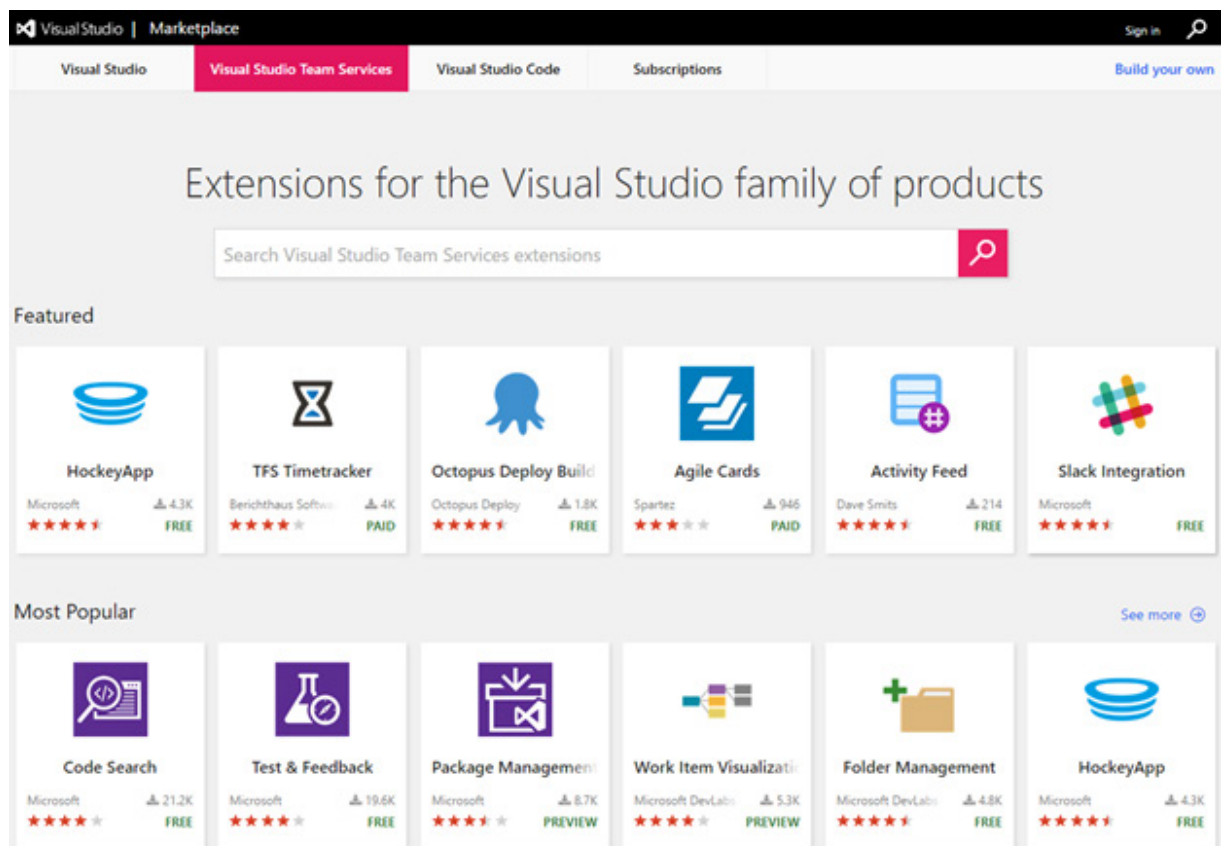 Visual Studio | Marketplace Sign in
Visual Studio Visual Studio Team Services Visual Studio Code Subscriptions Build your own
Extensions for the Visual Studio family of products
Search Visual Studio Team Services extensions
Featured
HockeyApp TFS Timetracker Octopus Deploy Build Agile Cards Activity Feed Slack Integration
Microsoft 4.3K Berichthaus Softw 4K Octopus Deploy 1.8K Spartez 946 Dave Smits 214 Microsoft
FREE PAID FREE PAID FREE FREE
Most Popular See more
Code Search Test & Feedback Package Management Work Item Visualizati Folder Management HockeyApp
Microsoft 21.2K Microsoft 19.6K Microsoft 8.7K Microsoft DevLabs 5.3K Microsoft DevLabs 4.8K Microsoft 4.3K
FREE FREE PREVIEW PREVIEW FREE FREE